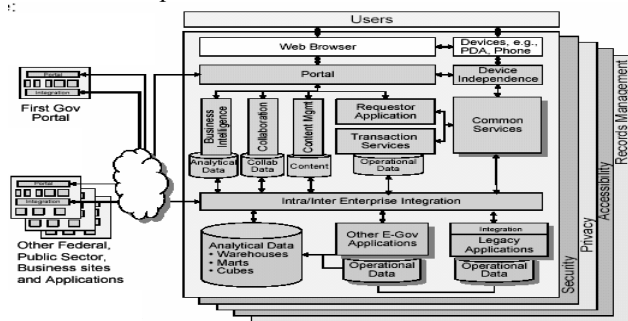 e:
Users
Web Browser
Devices, e.g.,
PDA, Phone
Portal
Device
Independence
Portal
Integration
First Gov
Portal
Business
Intelligence
Collaboration
Content Mgmt
Requestor
Application
Transaction
Services
Common
Services
Analytical
Data
Collab
Data
Content
Operational
Data
Portal
Integration
Other Federal,
Public Sector,
Business sites
and Applications
Intra/Inter Enterprise Integration
Analytical Data
• Warehouses
• Marts
• Cubes
Other E-Gov
Applications
Operational
Data
Integration
Legacy
Applications
Operational
Data
Security
Privacy
Accessibility
Records Management